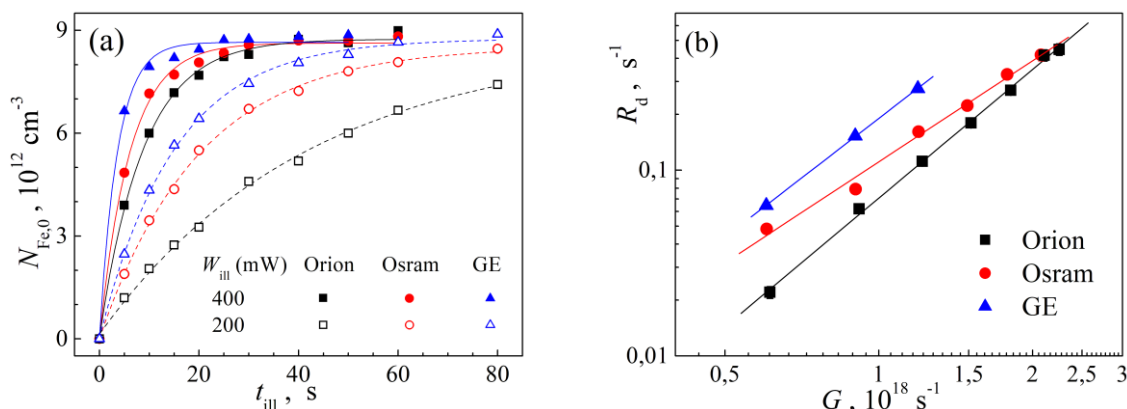 (a)
N_Fe,0, 10^12 cm^-3
9
6
3
0
W_ill (mW) Orion Osram GE
400
200
0 20 40 60 80
t_ill, s
(b)
R_d, s^-1
0,1
0,01
Orion
Osram
GE
0,5 1 1,5 2 2,5 3
G, 10^18 s^-1